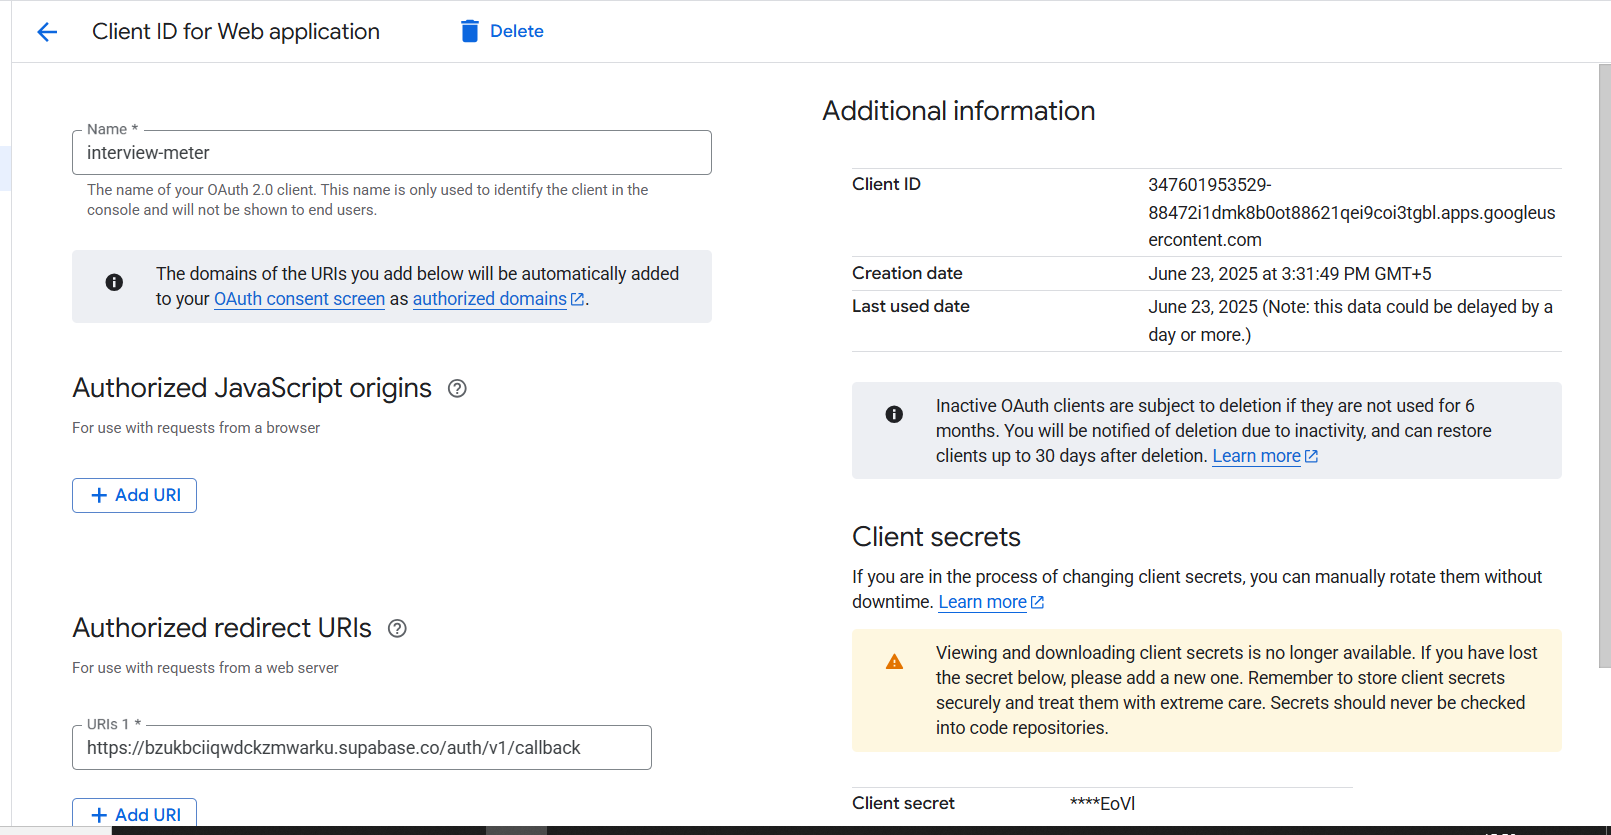 Client ID for Web application
Delete
Name *
interview-meter
The name of your OAuth 2.0 client. This name is only used to identify the client in the
console and will not be shown to end users.
The domains of the URIs you add below will be automatically added
to your OAuth consent screen as authorized domains.
Authorized JavaScript origins
For use with requests from a browser
+ Add URI
Authorized redirect URIs
For use with requests from a web server
URIs 1 *
https://bzukbciiqwdckzmwarku.supabase.co/auth/v1/callback
+ Add URI
Additional information
Client ID
347601953529-
88472i1dmk8b0ot88621qei9coi3tgbl.apps.googleus
ercontent.com
Creation date
June 23, 2025 at 3:31:49 PM GMT+5
Last used date
June 23, 2025 (Note: this data could be delayed by a
day or more.)
Inactive OAuth clients are subject to deletion if they are not used for 6
months. You will be notified of deletion due to inactivity, and can restore
clients up to 30 days after deletion. Learn more
Client secrets
If you are in the process of changing client secrets, you can manually rotate them without
downtime. Learn more
Viewing and downloading client secrets is no longer available. If you have lost
the secret below, please add a new one. Remember to store client secrets
securely and treat them with extreme care. Secrets should never be checked
into code repositories.
Client secret
****EoVl